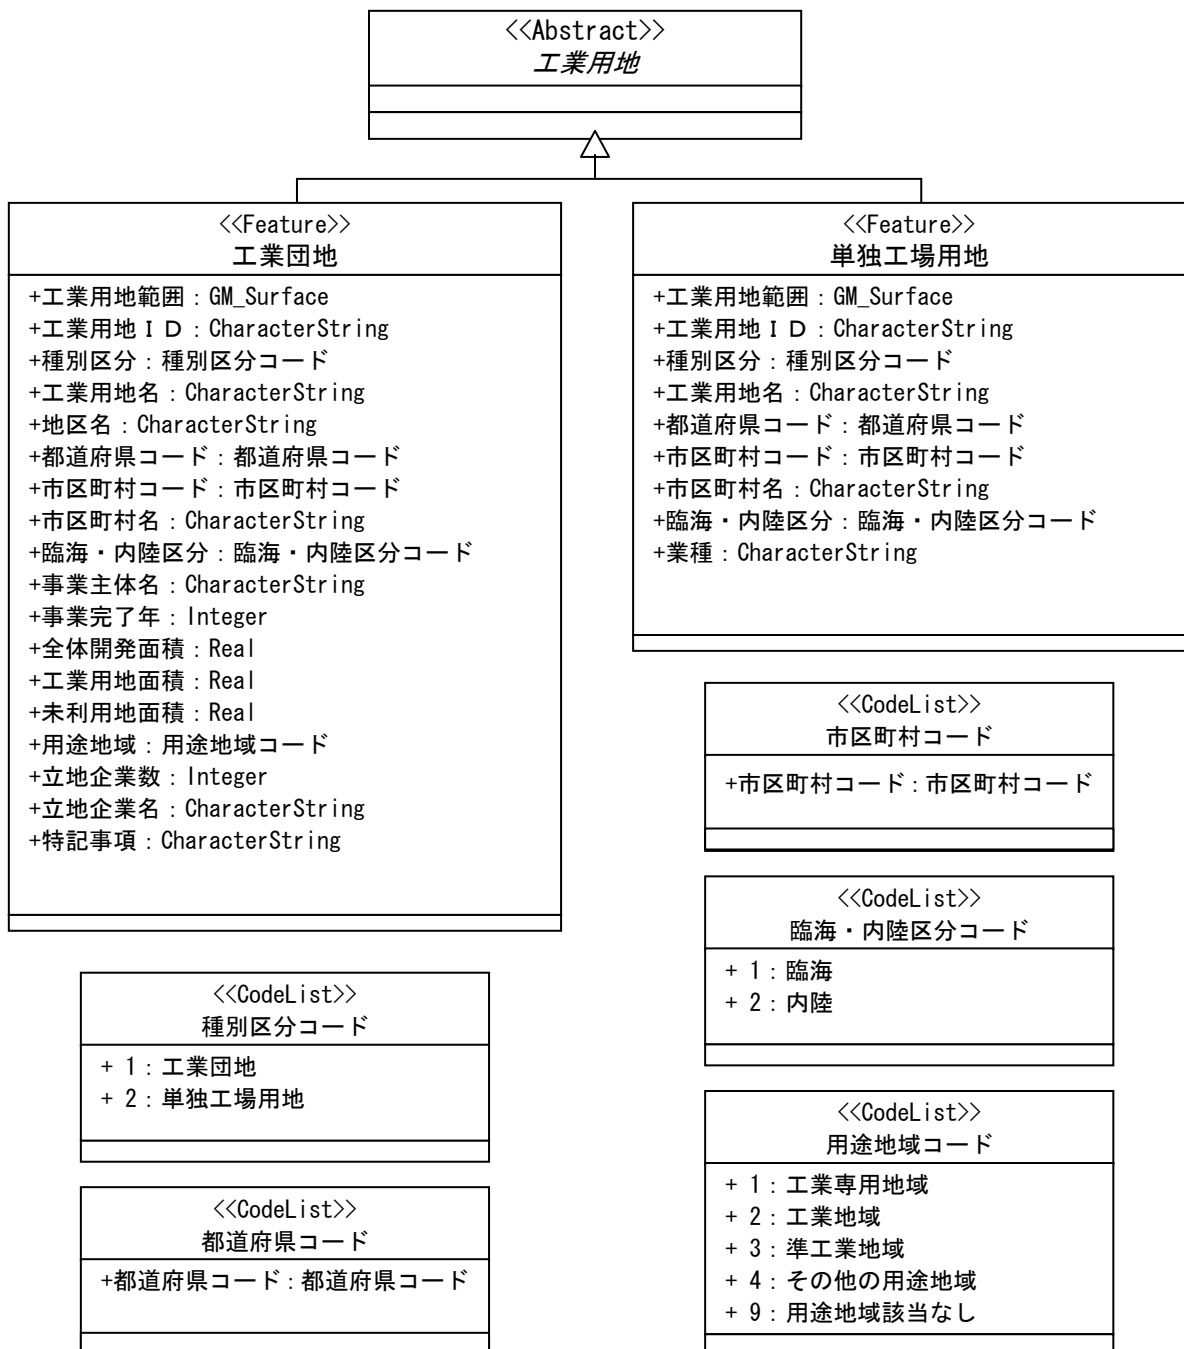 <<Abstract>>
工業用地
<<Feature>>
工業団地
+工業用地範囲：GM_Surface
+工業用地ＩＤ：CharacterString
+種別区分：種別区分コード
+工業用地名：CharacterString
+地区名：CharacterString
+都道府県コード：都道府県コード
+市区町村コード：市区町村コード
+市区町村名：CharacterString
+臨海・内陸区分：臨海・内陸区分コード
+事業主体名：CharacterString
+事業完了年：Integer
+全体開発面積：Real
+工業用地面積：Real
+未利用地面積：Real
+用途地域：用途地域コード
+立地企業数：Integer
+立地企業名：CharacterString
+特記事項：CharacterString
<<Feature>>
単独工場用地
+工業用地範囲：GM_Surface
+工業用地ＩＤ：CharacterString
+種別区分：種別区分コード
+工業用地名：CharacterString
+都道府県コード：都道府県コード
+市区町村コード：市区町村コード
+市区町村名：CharacterString
+臨海・内陸区分：臨海・内陸区分コード
+業種：CharacterString
<<CodeList>>
市区町村コード
+市区町村コード：市区町村コード
<<CodeList>>
臨海・内陸区分コード
+ 1：臨海
+ 2：内陸
<<CodeList>>
種別区分コード
+ 1：工業団地
+ 2：単独工場用地
<<CodeList>>
用途地域コード
+ 1：工業専用地域
+ 2：工業地域
+ 3：準工業地域
+ 4：その他の用途地域
+ 9：用途地域該当なし
<<CodeList>>
都道府県コード
+都道府県コード：都道府県コード